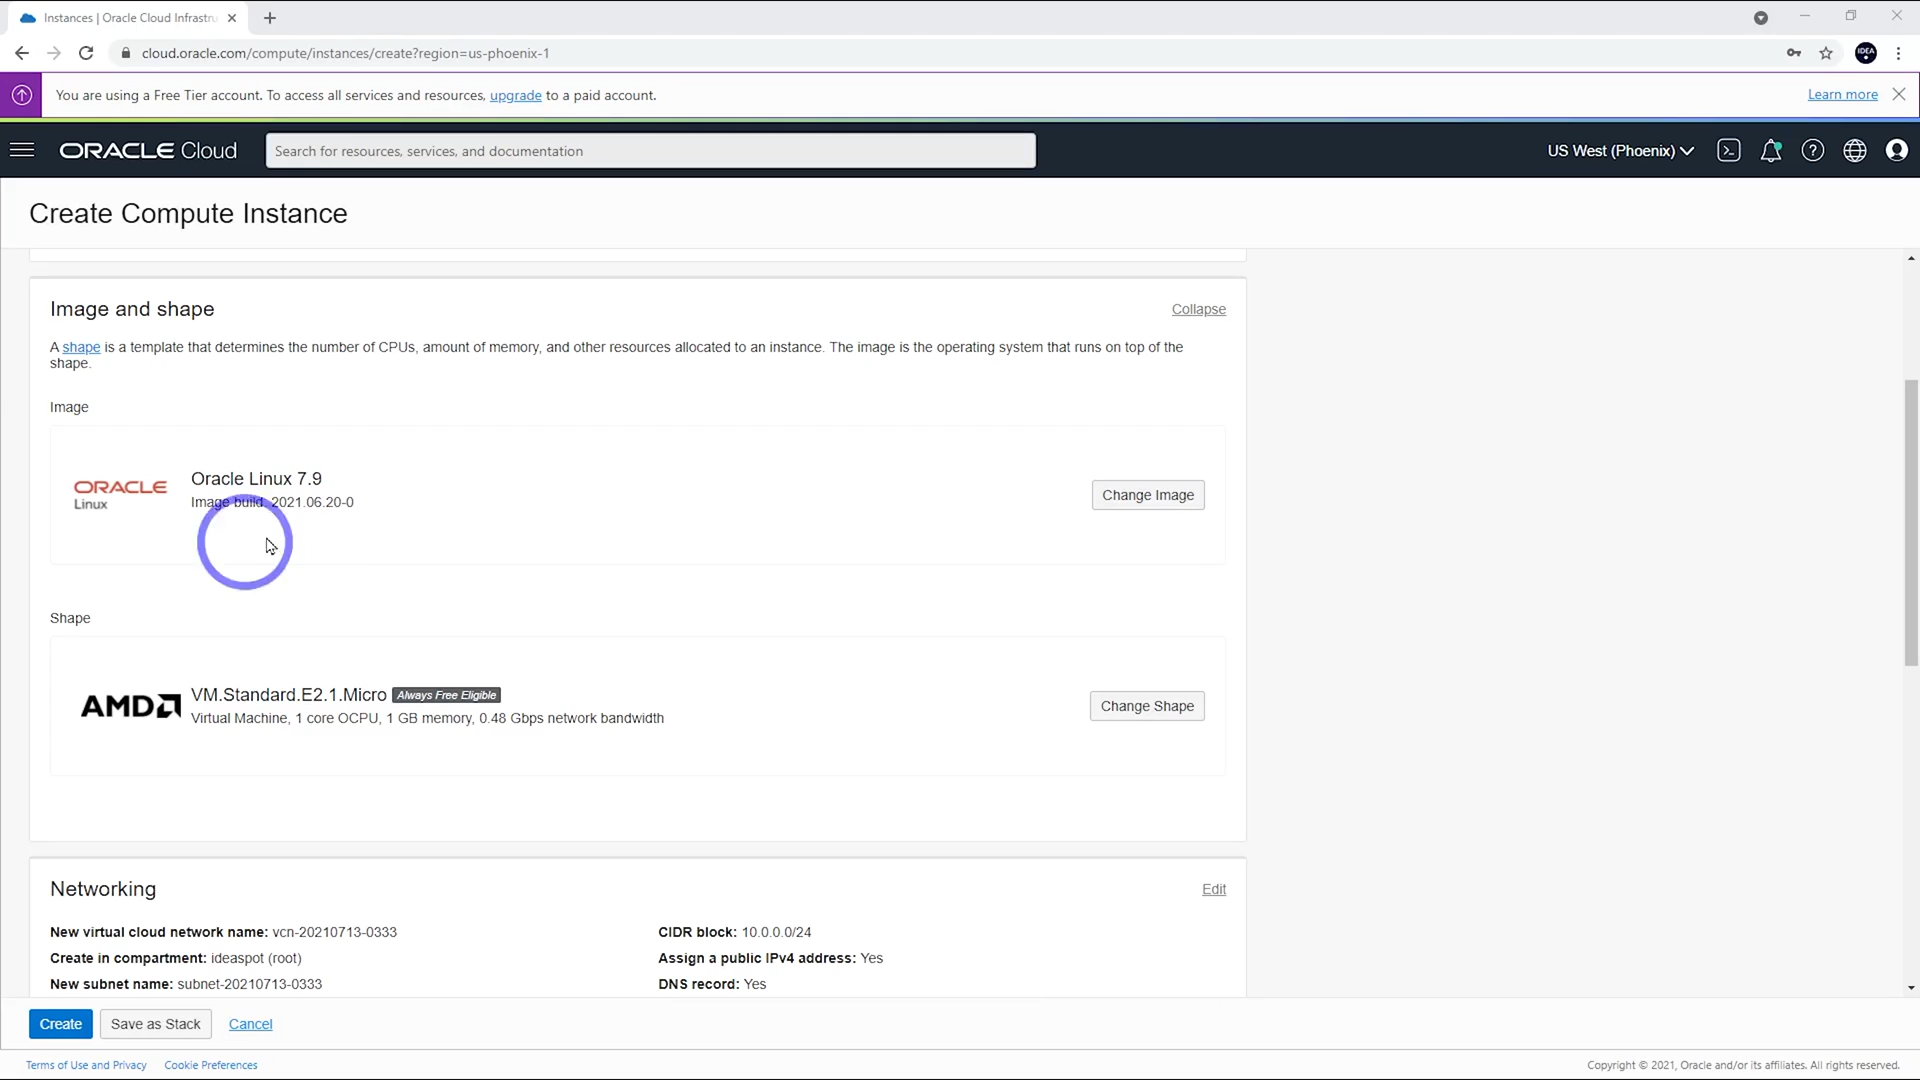 Instances | Oracle Cloud Infrastru
cloud.oracle.com/compute/instances/create?region=us-phoenix-1
IDEA
You are using a Free Tier account. To access all services and resources, upgrade to a paid account.
Learn more
ORACLE Cloud
Search for resources, services, and documentation
US West (Phoenix)
Create Compute Instance
Image and shape
Collapse
A shape is a template that determines the number of CPUs, amount of memory, and other resources allocated to an instance. The image is the operating system that runs on top of the
shape.
Image
ORACLE
Linux
Oracle Linux 7.9
Image build: 2021.06.20-0
Change Image
Shape
AMD
VM.Standard.E2.1.Micro Always Free Eligible
Virtual Machine, 1 core OCPU, 1 GB memory, 0.48 Gbps network bandwidth
Change Shape
Networking
Edit
New virtual cloud network name: vcn-20210713-0333
Create in compartment: ideaspot (root)
New subnet name: subnet-20210713-0333
CIDR block: 10.0.0.0/24
Assign a public IPv4 address: Yes
DNS record: Yes
Create
Save as Stack
Cancel
Terms of Use and Privacy
Cookie Preferences
Copyright © 2021, Oracle and/or its affiliates. All rights reserved.